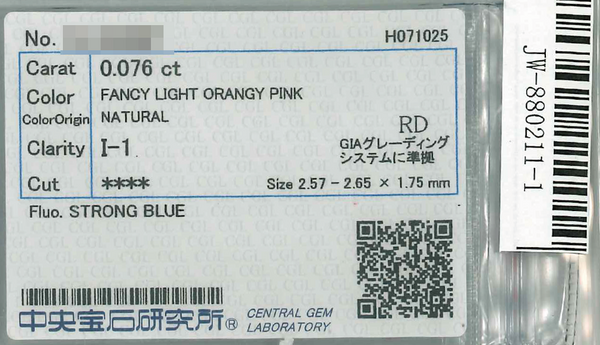 No.
H071025
Carat 0.076 ct
Color FANCY LIGHT ORANGY PINK
ColorOrigin NATURAL
Clarity I-1
RD
GIAグレーディング
システムに準拠
Cut ****
Size 2.57 - 2.65 × 1.75 mm
Fluo. STRONG BLUE
中央宝石研究所®
CENTRAL GEM
LABORATORY
JW-880211-1